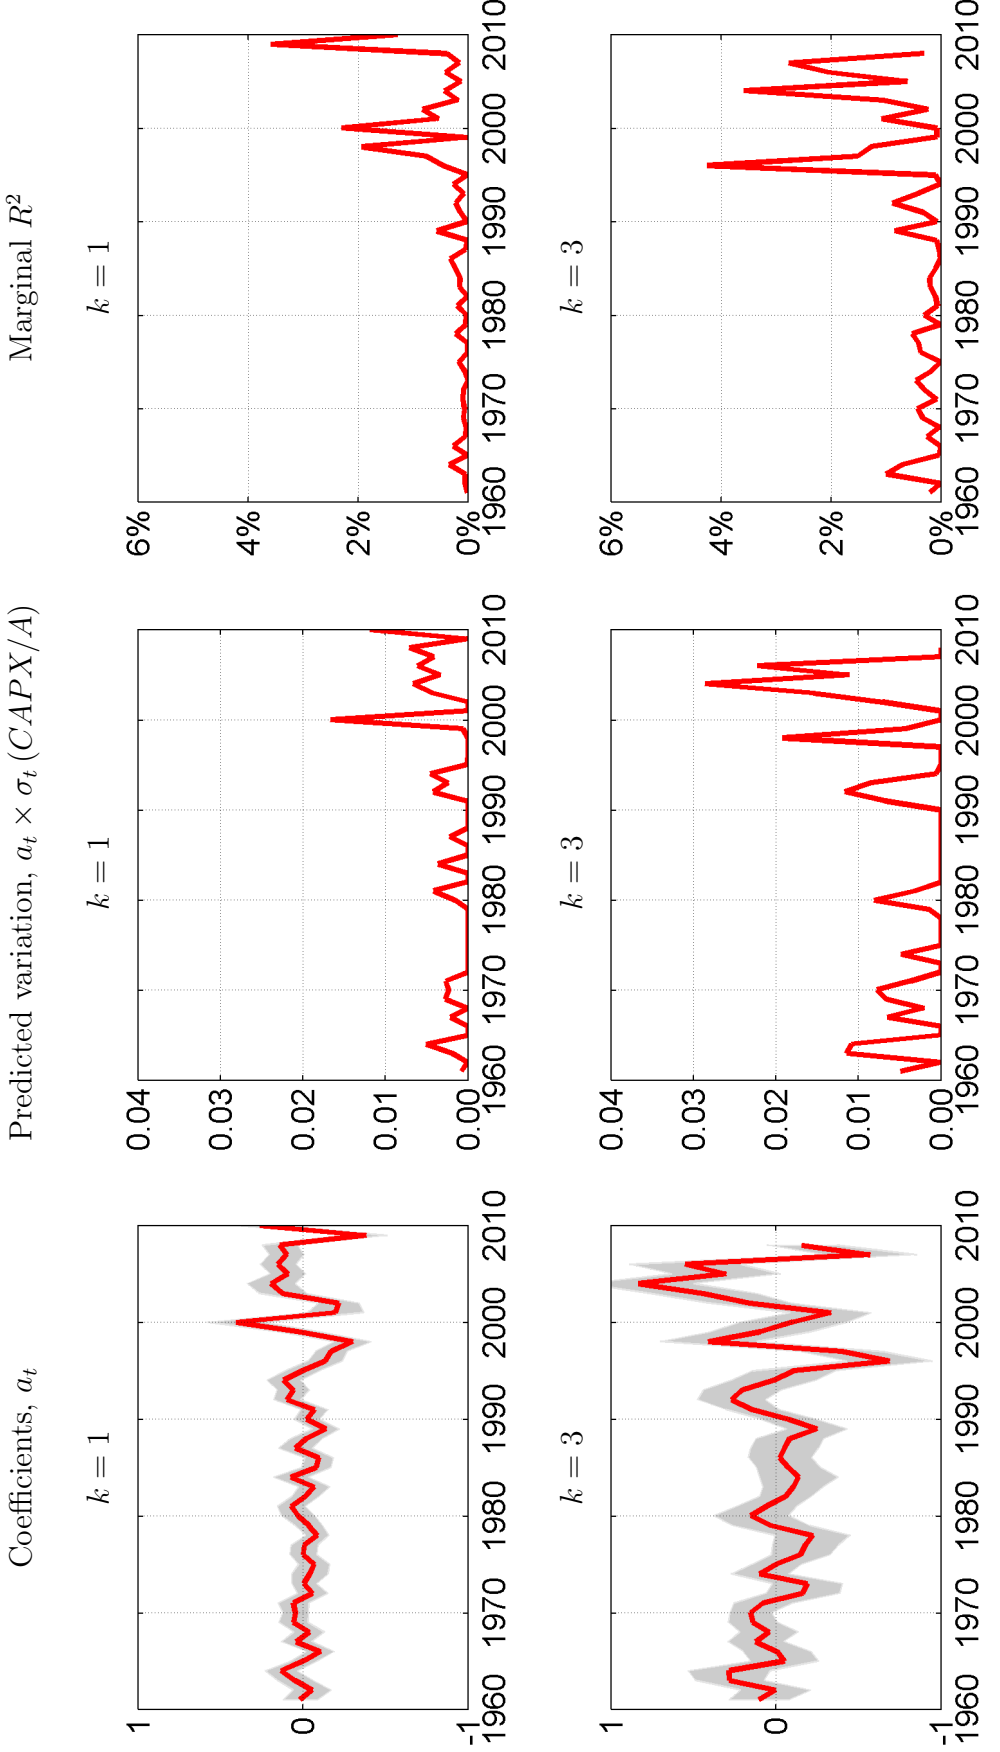 Coefficients, $a_t$ Predicted variation, $a_t \times \sigma_t (CAPX/A)$ Marginal $R^2$
k = 1 k = 1 k = 1
1 0.04 6%
0.03
4%
0 0.02
2%
0.01
-1 0.00 0%
1960 1970 1980 1990 2000 2010 1960 1970 1980 1990 2000 2010 1960 1970 1980 1990 2000 2010
k = 3 k = 3 k = 3
1 0.04 6%
0.03
4%
0 0.02
2%
0.01
-1 0.00 0%
1960 1970 1980 1990 2000 2010 1960 1970 1980 1990 2000 2010 1960 1970 1980 1990 2000 2010